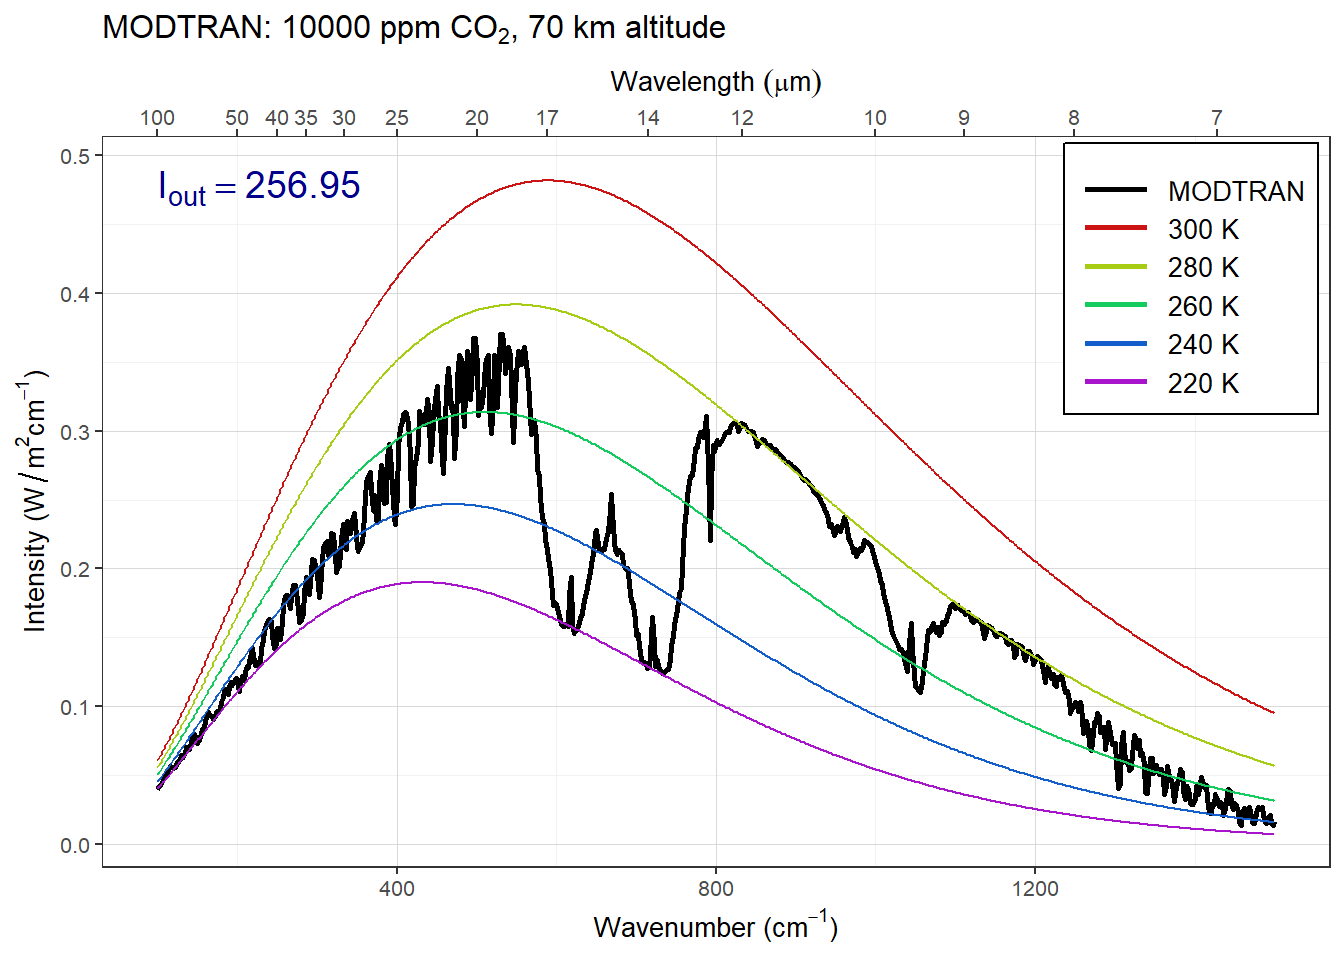 MODTRAN: 10000 ppm CO₂, 70 km altitude
Wavelength (μm)
100 50 40 35 30 25 20 17 14 12 10 9 8 7
0.5
0.4
0.3
0.2
0.1
0.0
Intensity (W / m² cm⁻¹)
I_out = 256.95
MODTRAN
300 K
280 K
260 K
240 K
220 K
400 800 1200
Wavenumber (cm⁻¹)